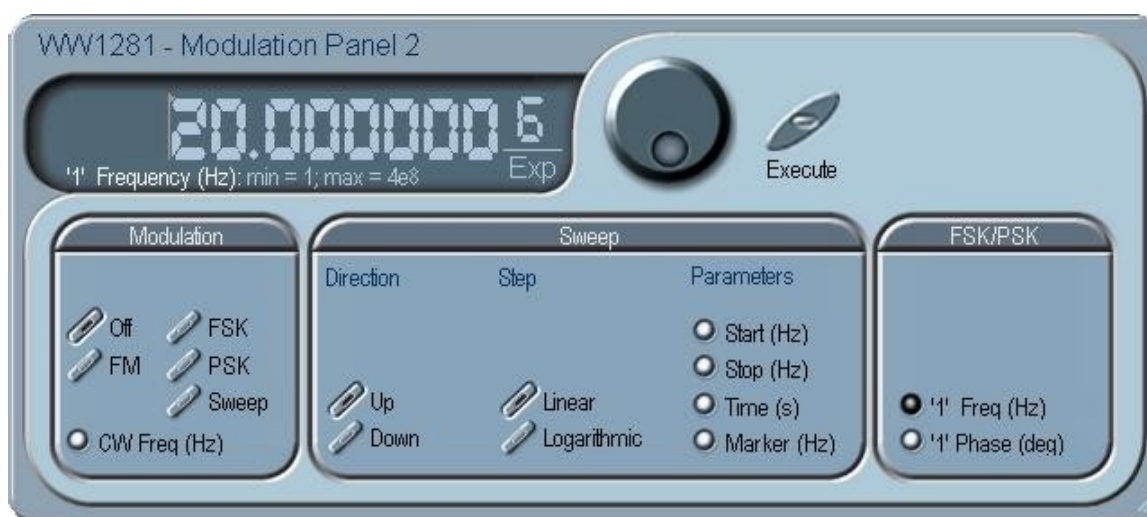 WW1281 - Modulation Panel 2
20.000000 6
Exp
'1' Frequency (Hz): min = 1; max = 4e8
Execute
Modulation
Off
FSK
FM
PSK
Sweep
CW Freq (Hz)
Sweep
Direction
Step
Parameters
Start (Hz)
Stop (Hz)
Up
Linear
Time (s)
Down
Logarithmic
Marker (Hz)
FSK/PSK
'1' Freq (Hz)
'1' Phase (deg)